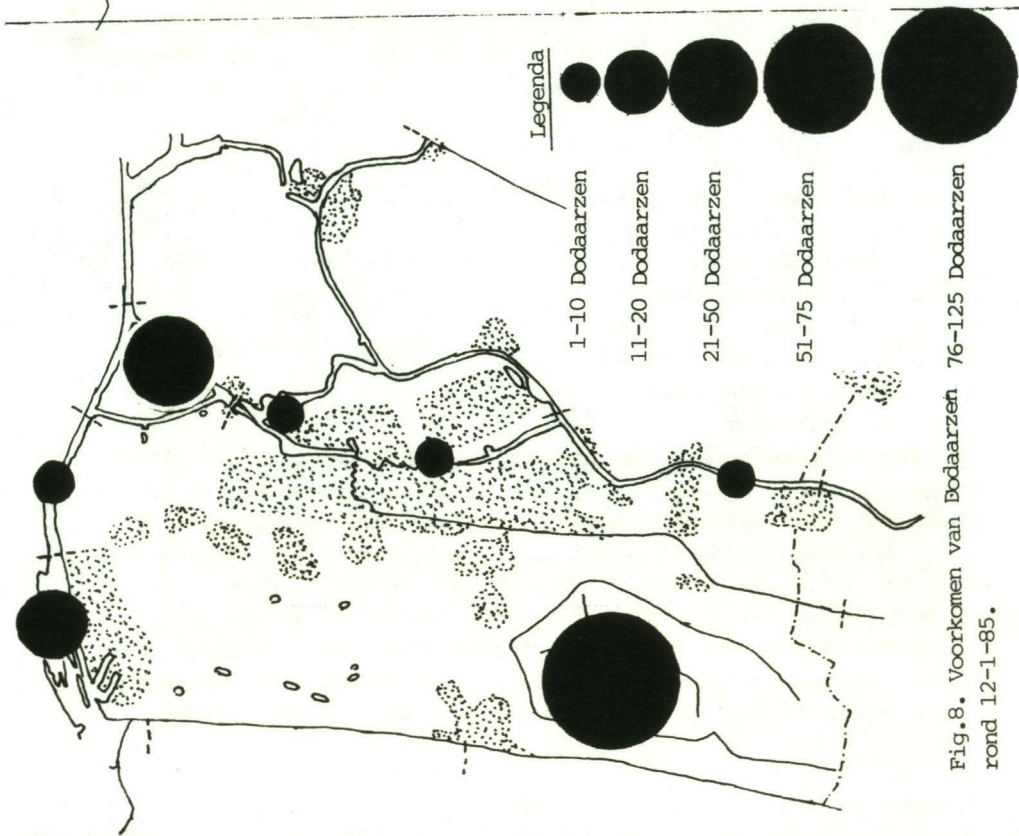 Legenda
1-10 Dodaarzen
11-20 Dodaarzen
21-50 Dodaarzen
51-75 Dodaarzen
76-125 Dodaarzen
Fig.8. Voorkomen van Dodaarzen
rond 12-1-85.